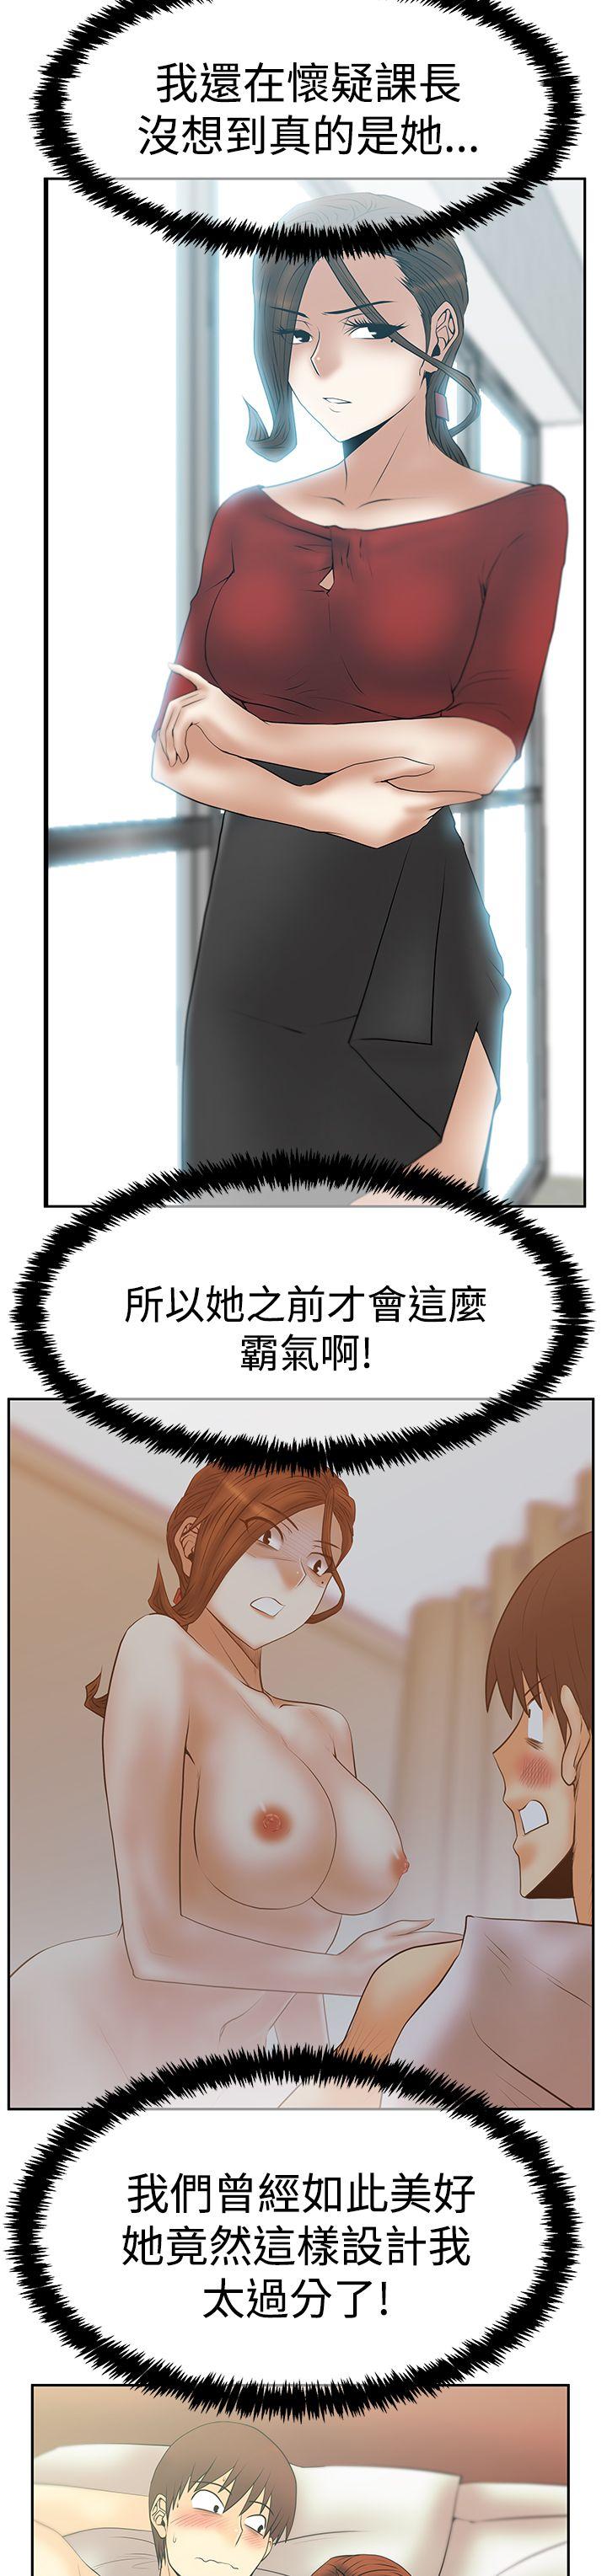 我還在懷疑課長
沒想到真的是她...
所以她之前才會這麼
霸氣啊!
我們曾經如此美好
她竟然這樣設計我
太過分了!